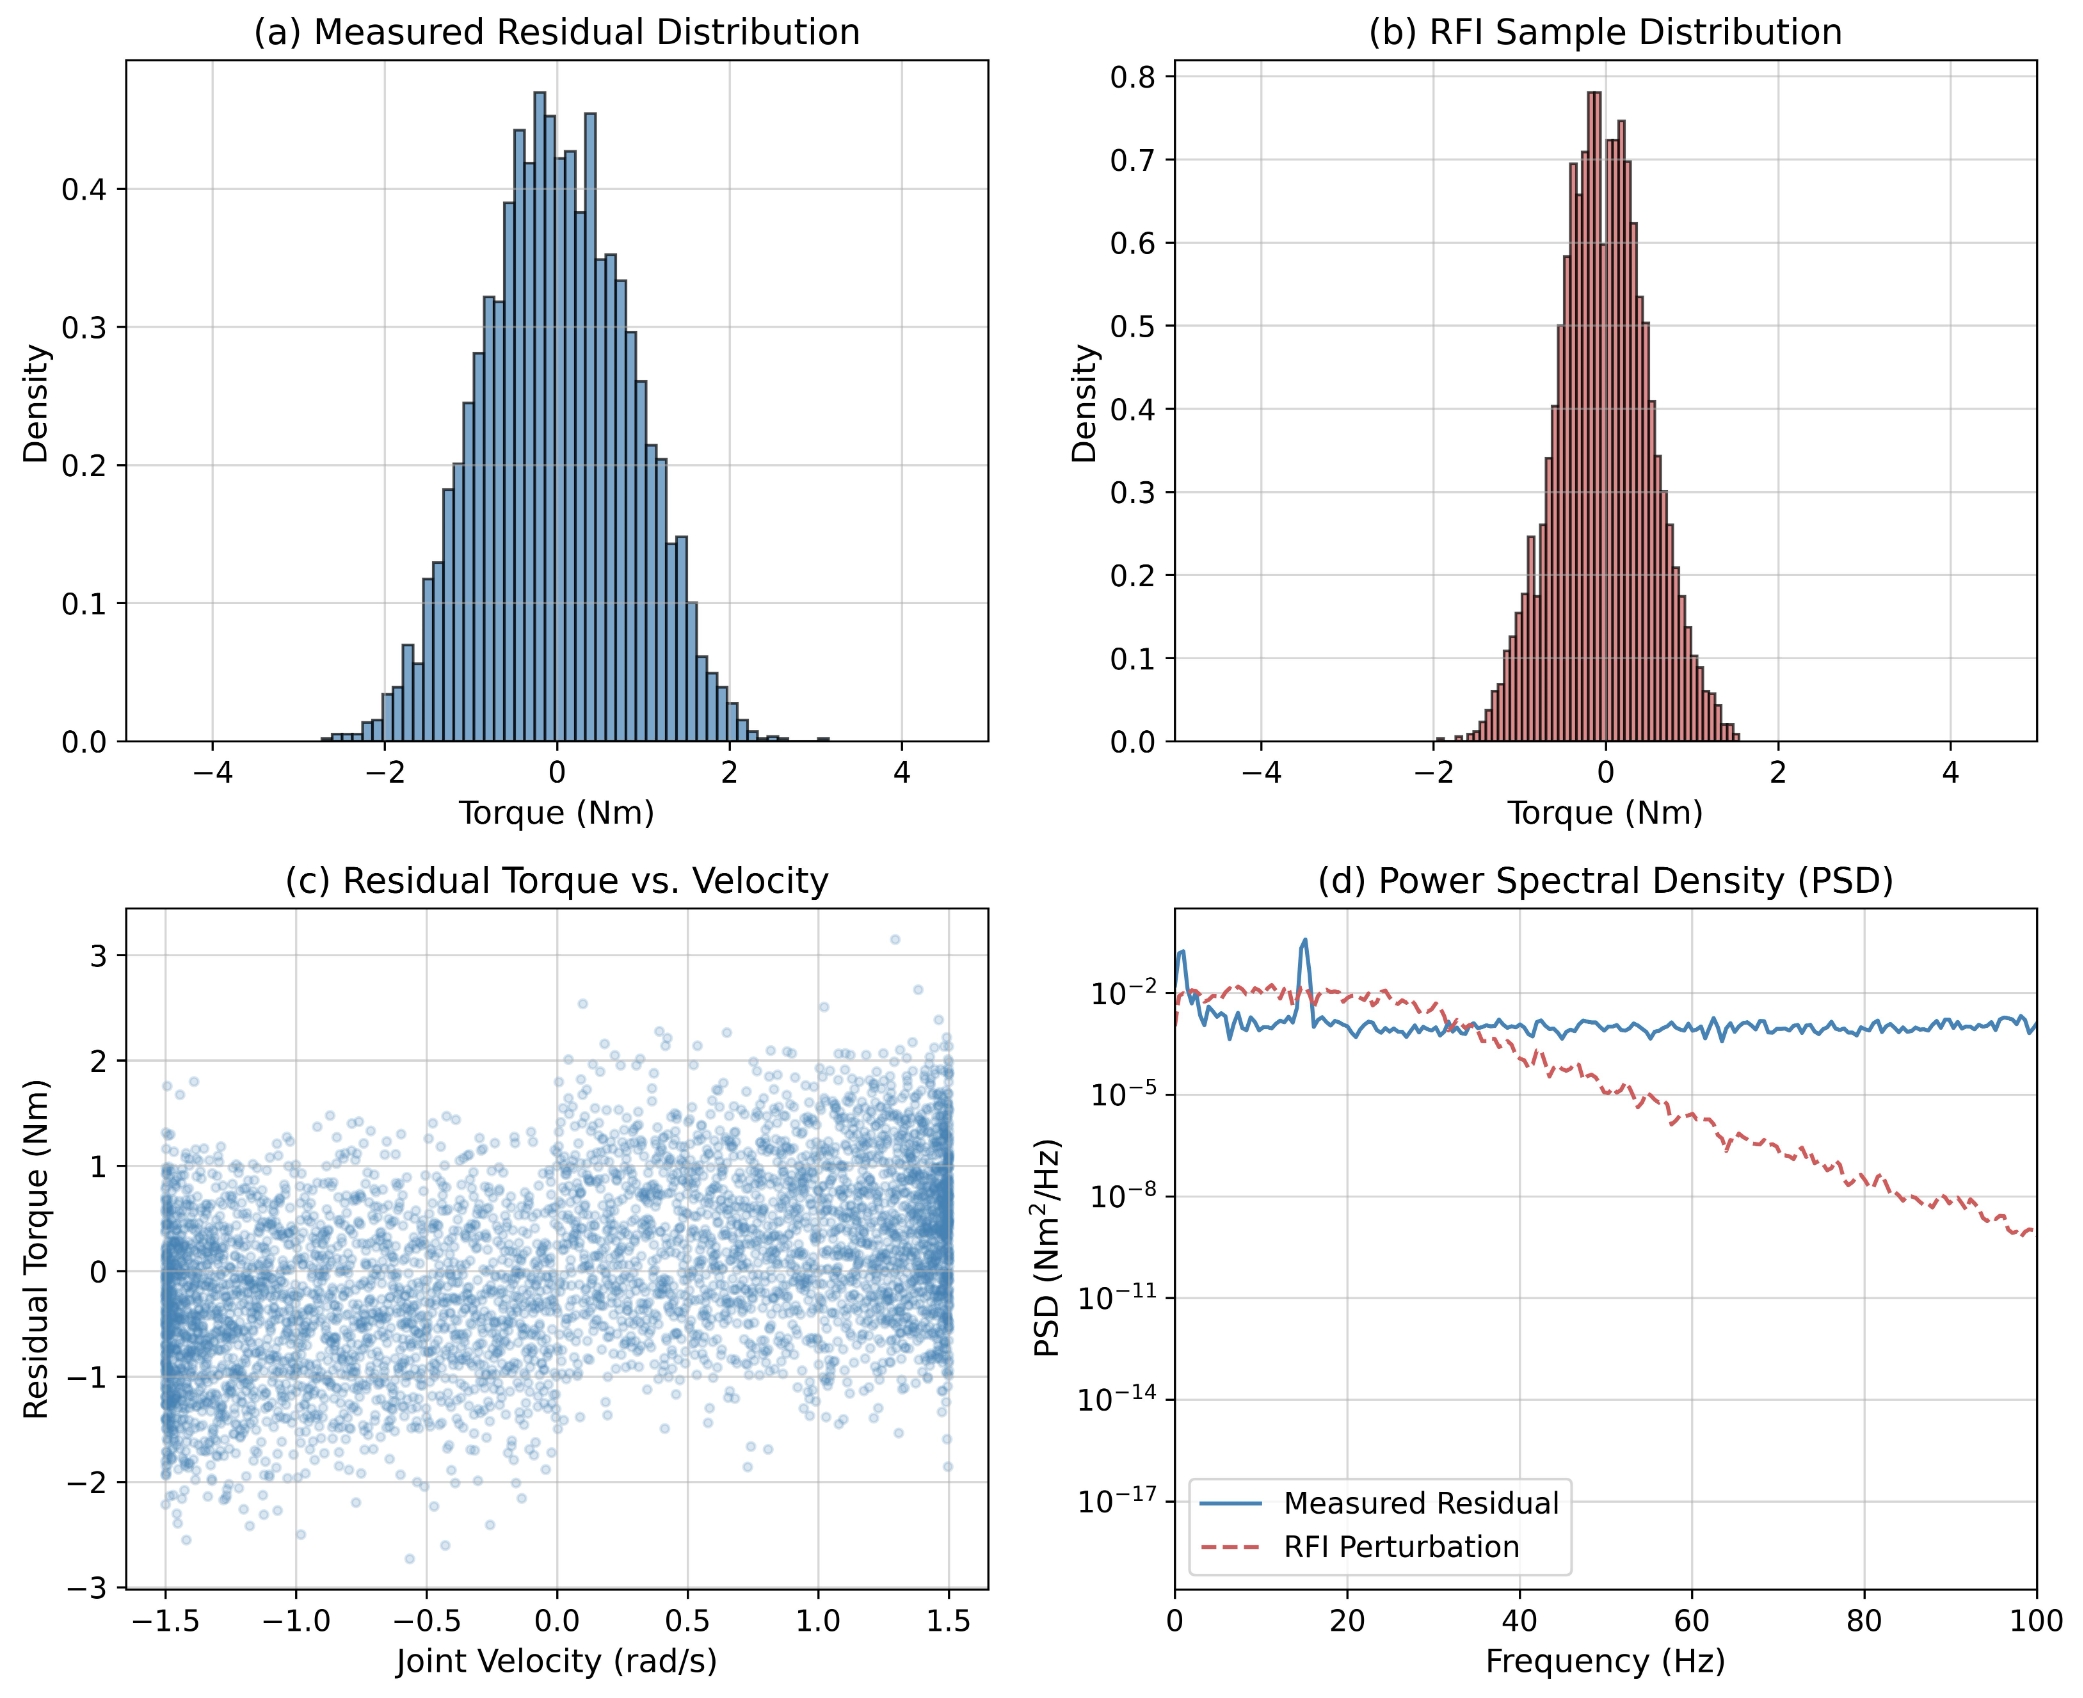 (a) Measured Residual Distribution
Density
0.4
0.3
0.2
0.1
0.0
−4 −2 0 2 4
Torque (Nm)
(b) RFI Sample Distribution
Density
0.8
0.7
0.6
0.5
0.4
0.3
0.2
0.1
0.0
−4 −2 0 2 4
Torque (Nm)
(c) Residual Torque vs. Velocity
Residual Torque (Nm)
3
2
1
0
−1
−2
−3
−1.5 −1.0 −0.5 0.0 0.5 1.0 1.5
Joint Velocity (rad/s)
(d) Power Spectral Density (PSD)
PSD (Nm²/Hz)
10⁻²
10⁻⁵
10⁻⁸
10⁻¹¹
10⁻¹⁴
10⁻¹⁷
Measured Residual
RFI Perturbation
0 20 40 60 80 100
Frequency (Hz)